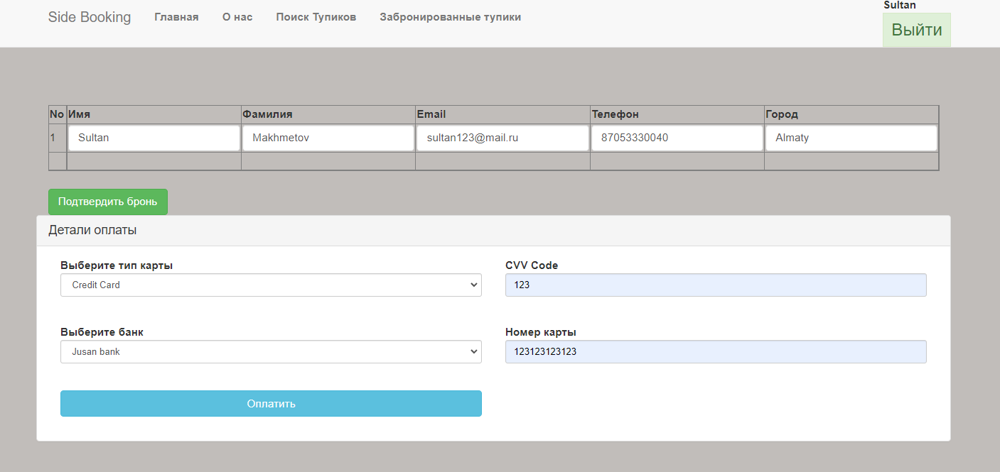 Sultan
Side Booking Главная О нас Поиск Тупиков Забронированные тупики
Выйти
No Имя Фамилия Email Телефон Город
1 Sultan Makhmetov sultan123@mail.ru 87053330040 Almaty
Подтвердить бронь
Детали оплаты
Выберите тип карты CVV Code
Credit Card 123
Выберите банк Номер карты
Jusan bank 123123123123
Оплатить